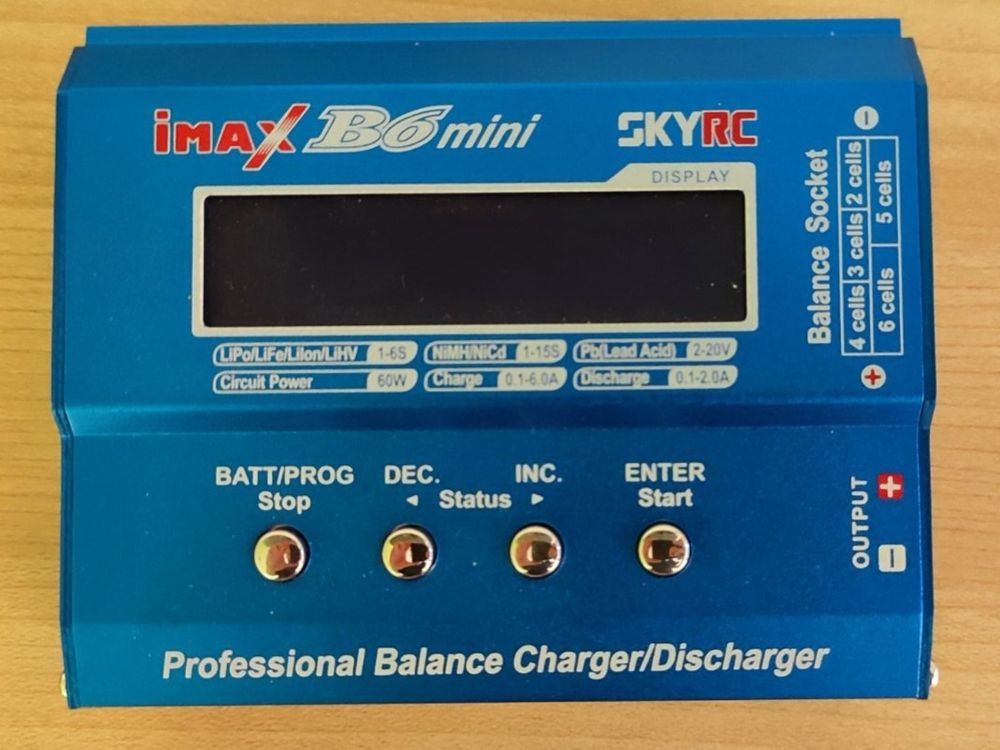 iMAX B6 mini
SKYRC
DISPLAY
LiPo/LiFe/LiIon/LiHV 1-6S
NiMH/NiCd 1-15S
Pb(Lead Acid) 2-20V
Circuit Power 60W
Charge 0.1-6.0A
Discharge 0.1-2.0A
Balance Socket
4 cells 3 cells 2 cells
6 cells 5 cells
BATT/PROG
Stop
DEC.
INC.
◄ Status ►
ENTER
Start
OUTPUT
Professional Balance Charger/Discharger